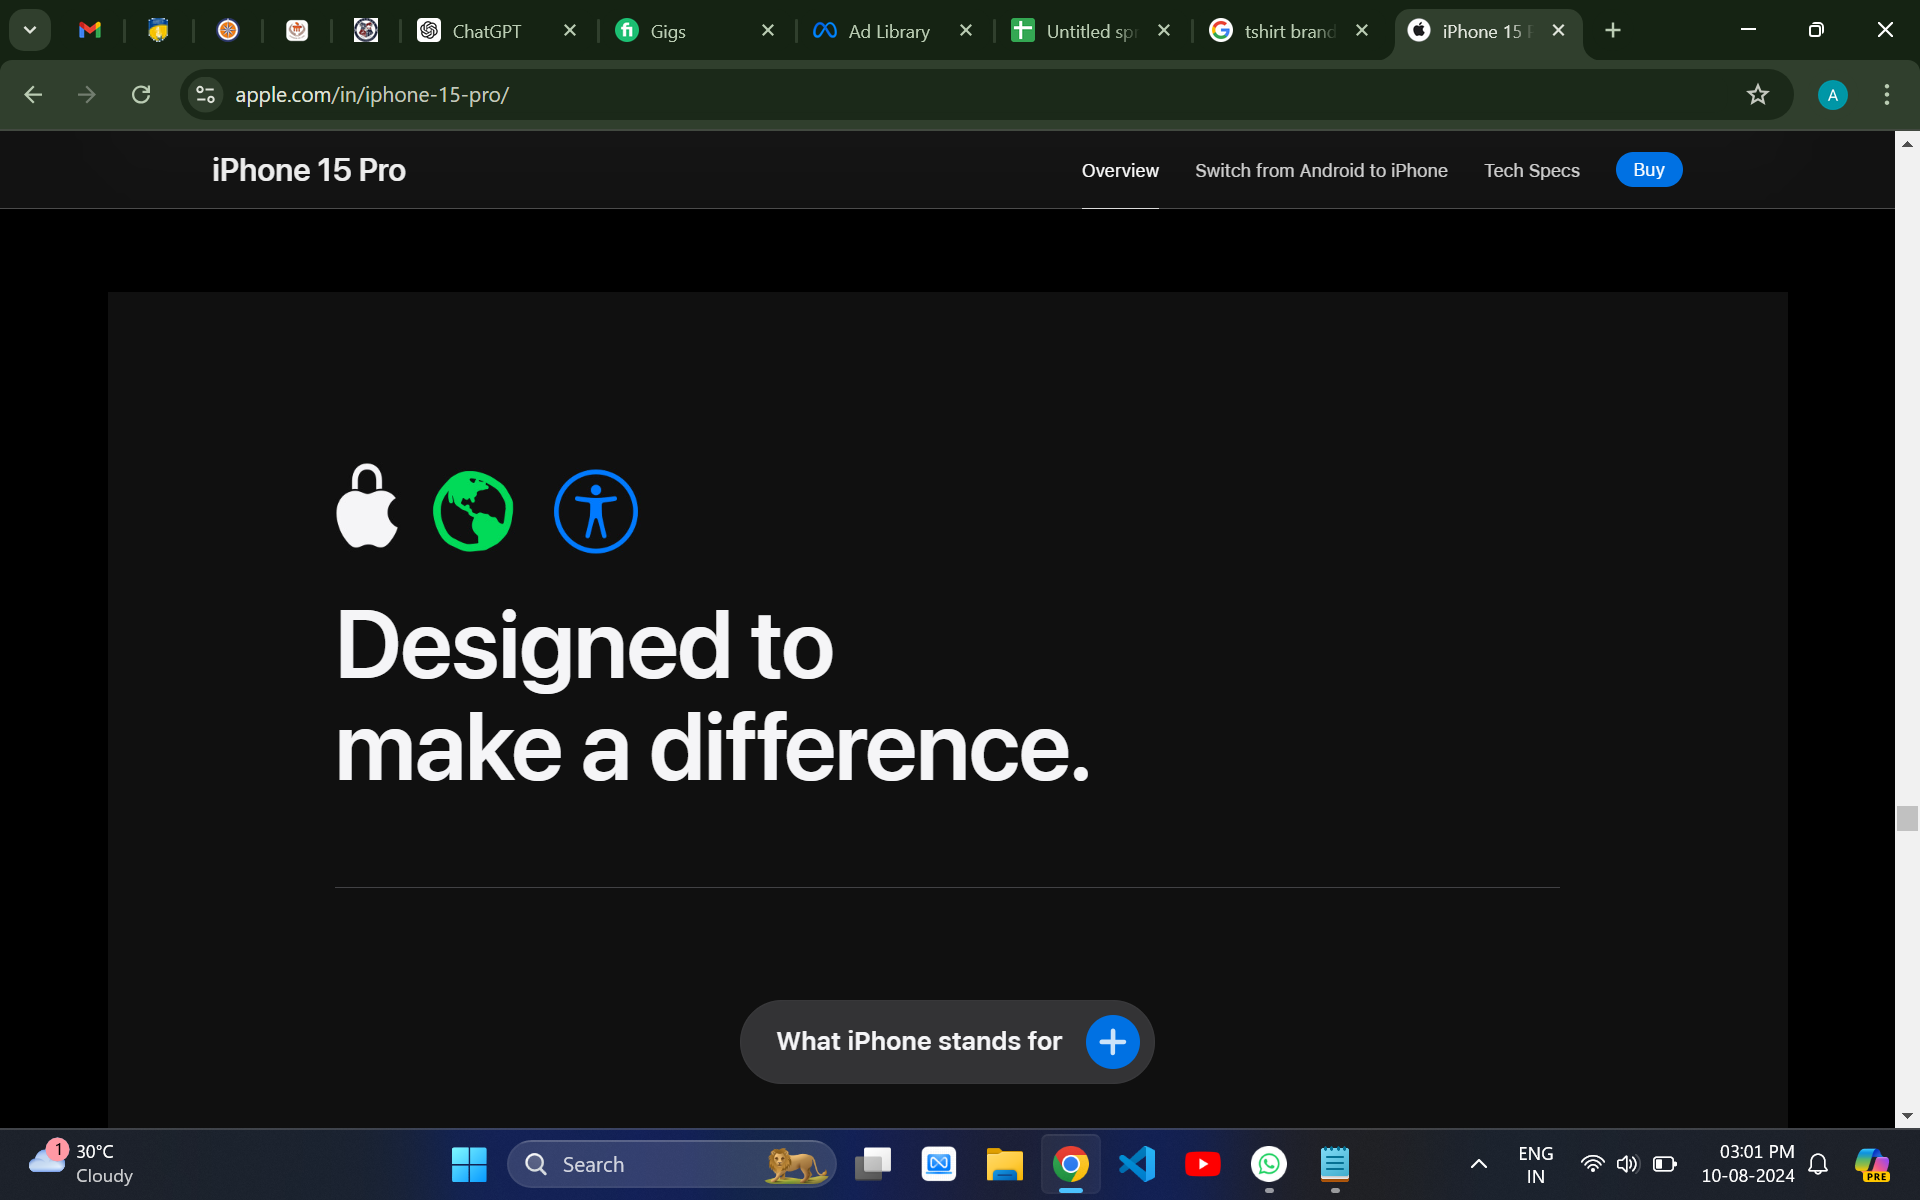 ChatGPT
Gigs
Ad Library
Untitled spr
tshirt brand
iPhone 15 P
apple.com/in/iphone-15-pro/
A
iPhone 15 Pro
Overview
Switch from Android to iPhone
Tech Specs
Buy
Designed to
make a difference.
What iPhone stands for
1
30°C
Cloudy
Search
ENG
IN
03:01 PM
10-08-2024
PRE